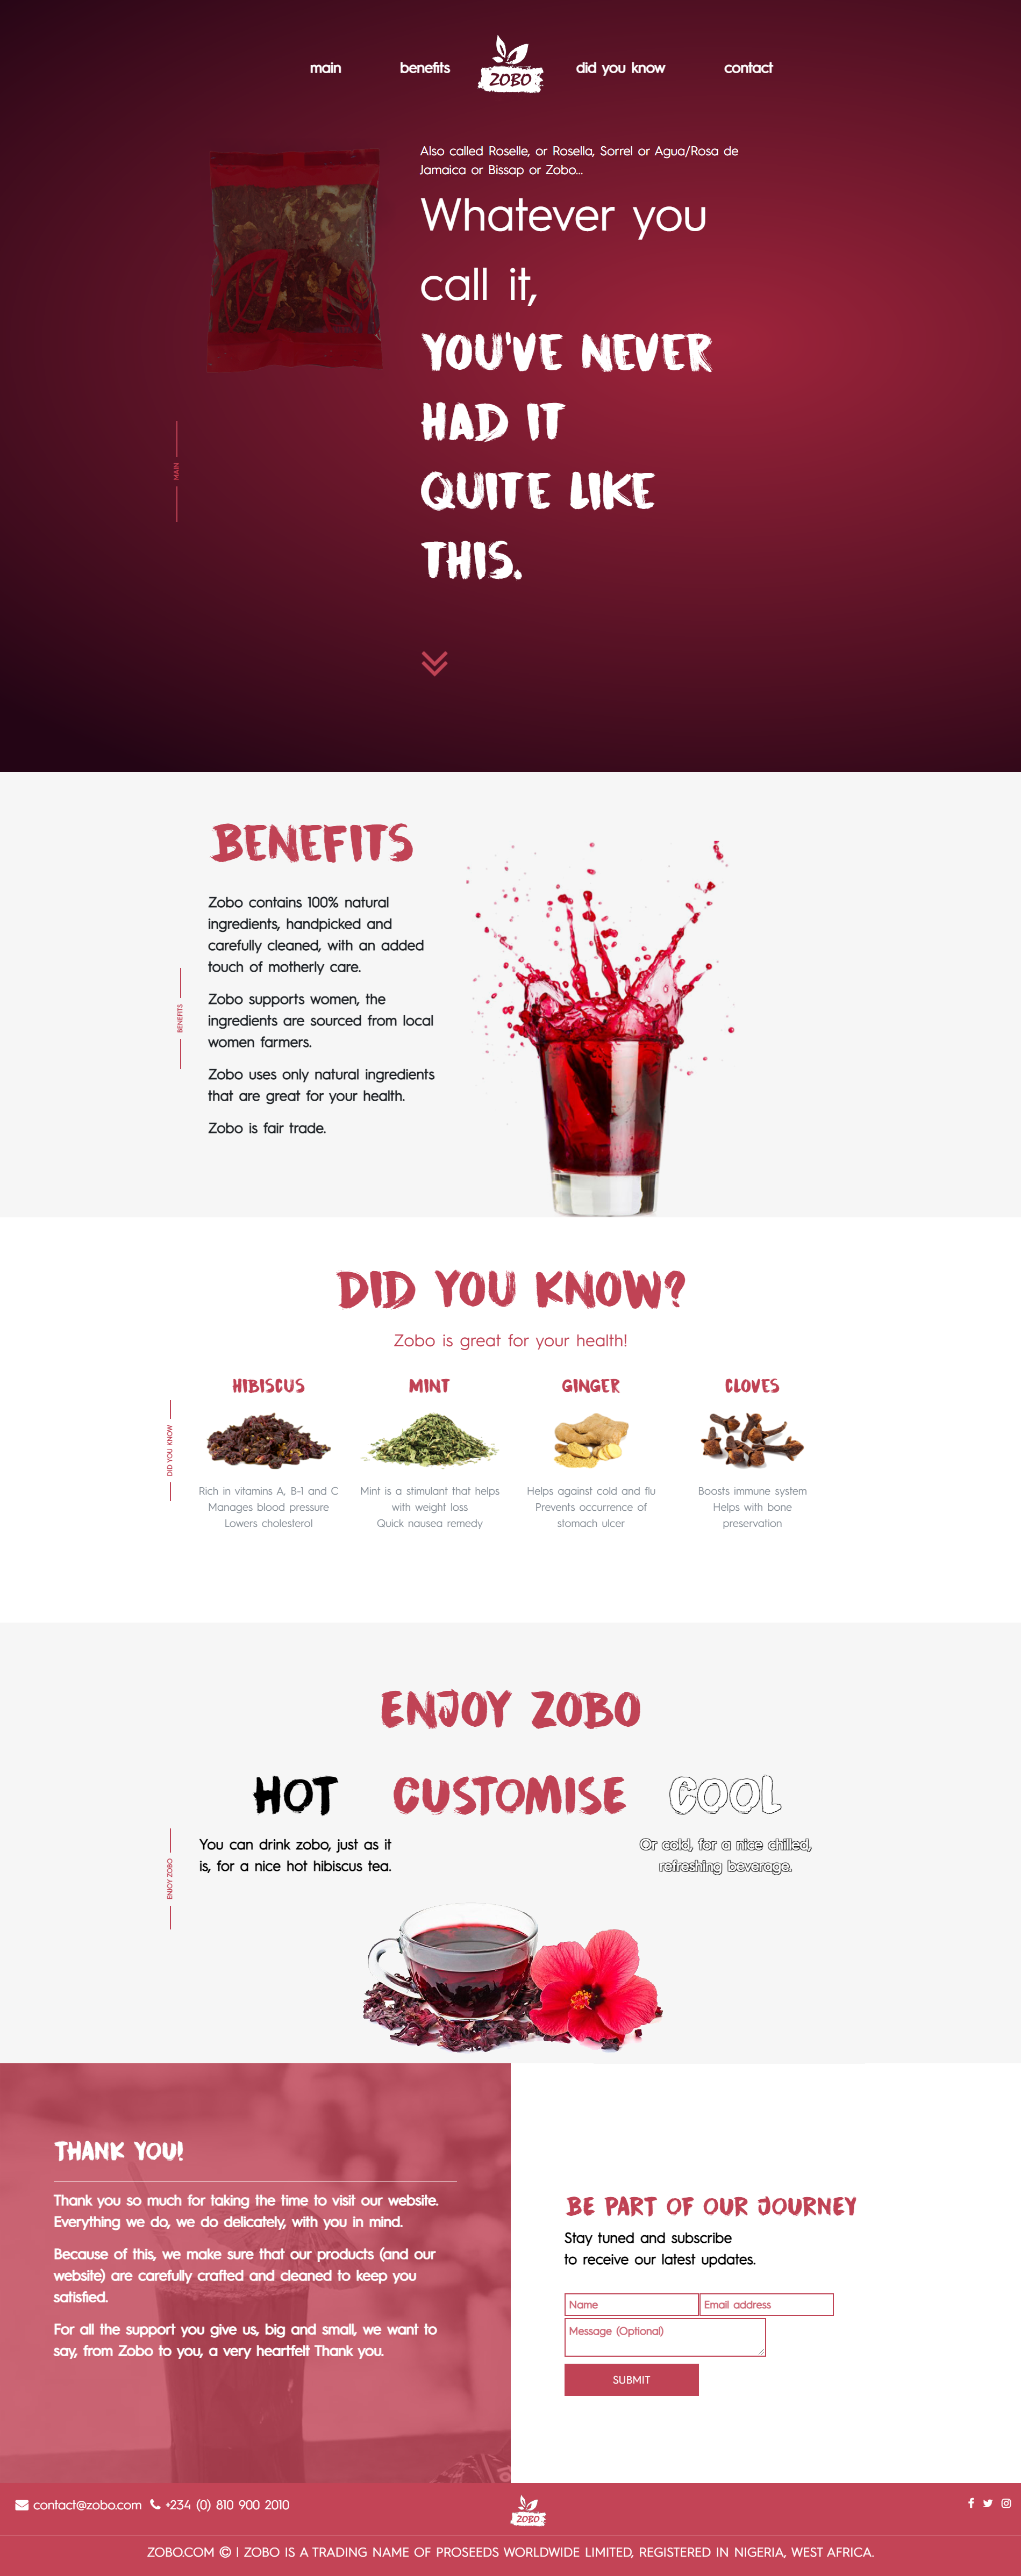 main
benefits
ZOBO
did you know
contact
Also called Roselle, or Rosella, Sorrel or Agua/Rosa de
Jamaica or Bissap or Zobo...
Whatever you
call it,
YOU'VE NEVER
HAD IT
QUITE LIKE
THIS.
MAIN
BENEFITS
Zobo contains 100% natural
ingredients, handpicked and
carefully cleaned, with an added
touch of motherly care.
Zobo supports women, the
ingredients are sourced from local
women farmers.
Zobo uses only natural ingredients
that are great for your health.
Zobo is fair trade.
BENEFITS
DID YOU KNOW?
Zobo is great for your health!
DID YOU KNOW
HIBISCUS
Rich in vitamins A, B-1 and C
Manages blood pressure
Lowers cholesterol
MINT
Mint is a stimulant that helps
with weight loss
Quick nausea remedy
GINGER
Helps against cold and flu
Prevents occurrence of
stomach ulcer
CLOVES
Boosts immune system
Helps with bone
preservation
ENJOY ZOBO
HOT
You can drink zobo, just as it
is, for a nice hot hibiscus tea.
CUSTOMISE
COOL
Or cold, for a nice chilled,
refreshing beverage.
ENJOY ZOBO
THANK YOU!
Thank you so much for taking the time to visit our website.
Everything we do, we do delicately, with you in mind.
Because of this, we make sure that our products (and our
website) are carefully crafted and cleaned to keep you
satisfied.
For all the support you give us, big and small, we want to
say, from Zobo to you, a very heartfelt Thank you.
BE PART OF OUR JOURNEY
Stay tuned and subscribe
to receive our latest updates.
Name
Email address
Message (Optional)
SUBMIT
contact@zobo.com +234 (0) 810 900 2010
ZOBO
ZOBO.COM © | ZOBO IS A TRADING NAME OF PROSEEDS WORLDWIDE LIMITED, REGISTERED IN NIGERIA, WEST AFRICA.